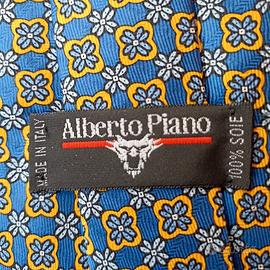 Alberto Piano
MADE IN ITALY
100% SOIE